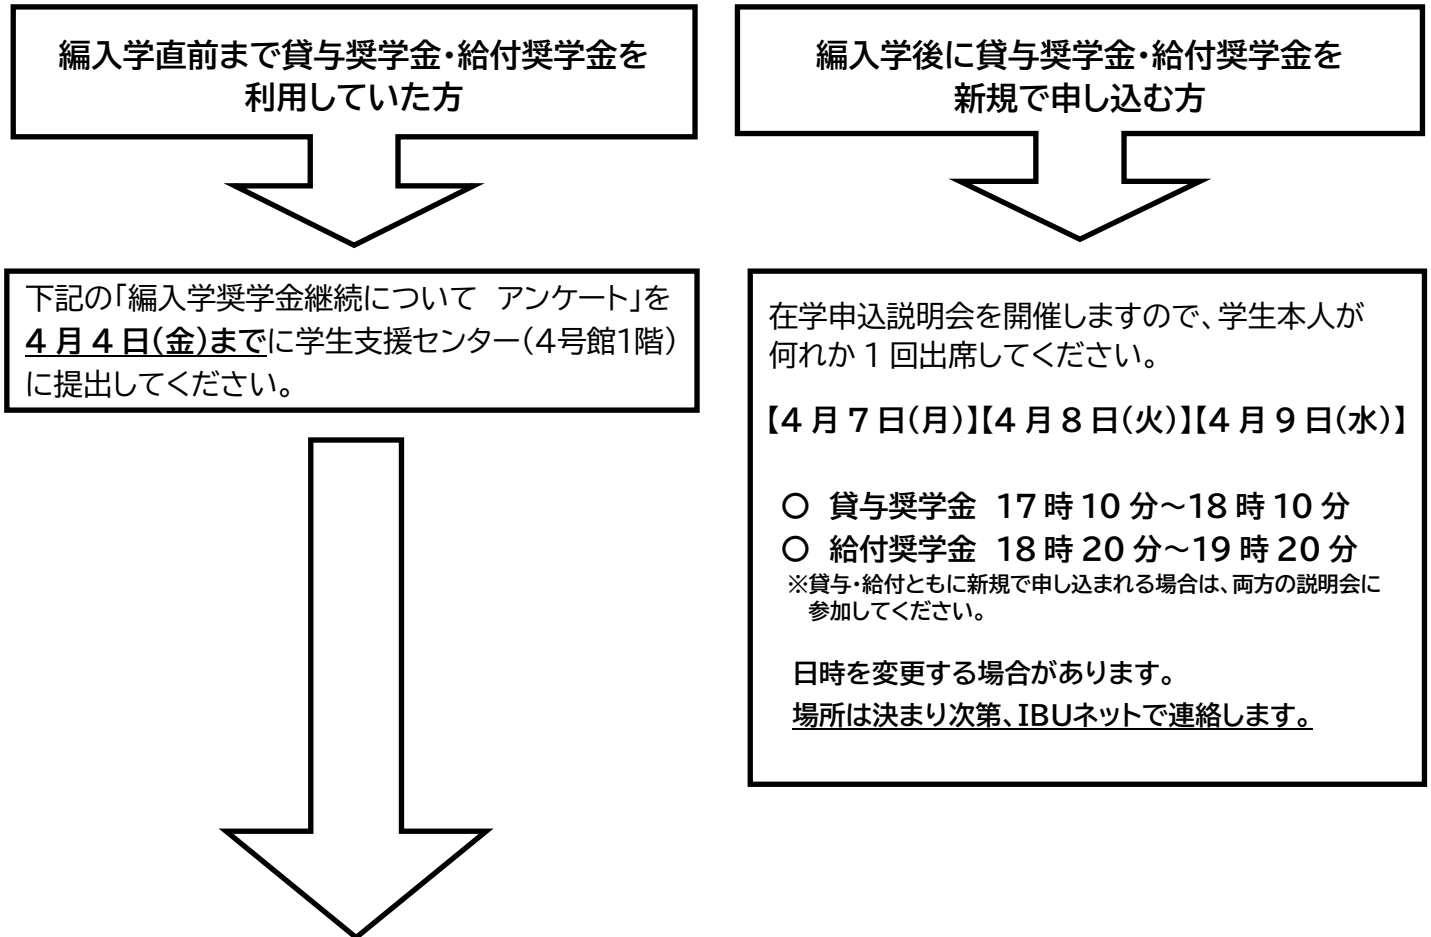 編入学直前まで貸与奨学金・給付奨学金を
利用していた方
下記の「編入学奨学金継続について　アンケート」を
4月4日(金)までに学生支援センター(4号館1階)
に提出してください。
編入学後に貸与奨学金・給付奨学金を
新規で申し込む方
在学申込説明会を開催しますので、学生本人が
何れか1回出席してください。
【4月7日(月)】【4月8日(火)】【4月9日(水)】
○ 貸与奨学金 17時10分～18時10分
○ 給付奨学金 18時20分～19時20分
※貸与・給付ともに新規で申し込まれる場合は、両方の説明会に
参加してください。
日時を変更する場合があります。
場所は決まり次第、IBUネットで連絡します。